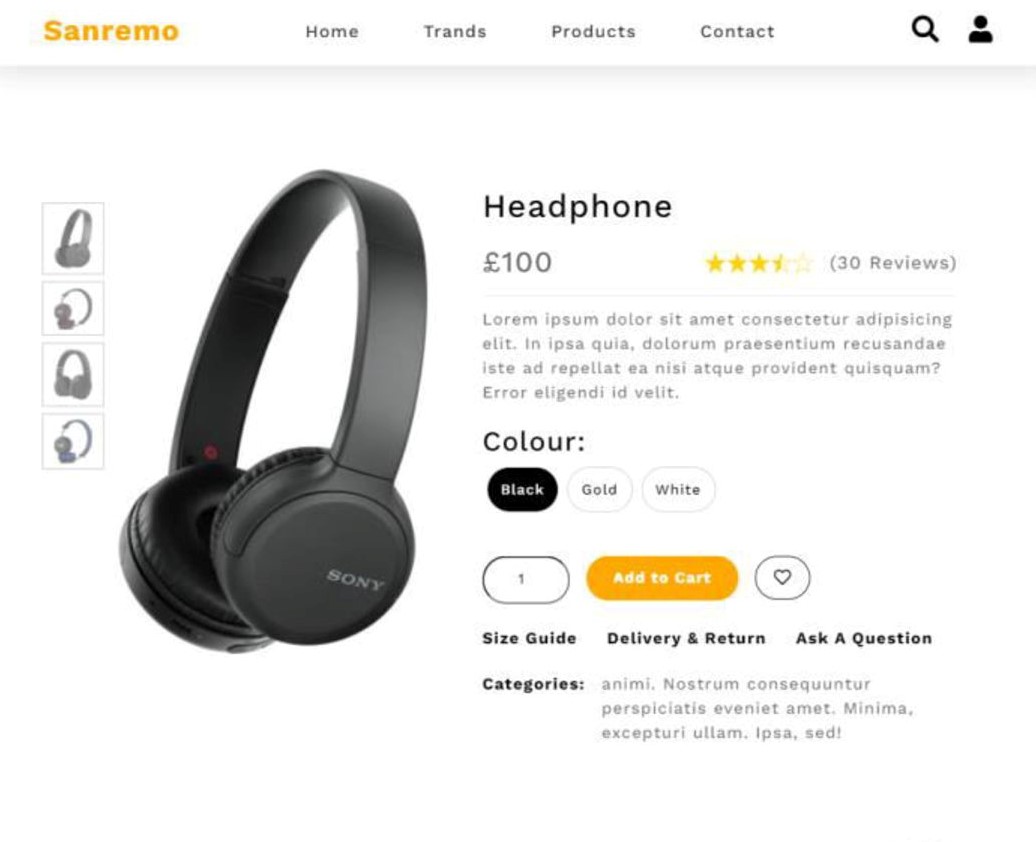 Sanremo Home Trands Products Contact
Headphone
£100 (30 Reviews)
Lorem ipsum dolor sit amet consectetur adipisicing
elit. In ipsa quia, dolorum praesentium recusandae
iste ad repellat ea nisi atque provident quisquam?
Error eligendi id velit.
Colour:
Black Gold White
SONY
1 Add to Cart
Size Guide Delivery & Return Ask A Question
Categories: animi. Nostrum consequuntur
perspiciatis eveniet amet. Minima,
excepturi ullam. Ipsa, sed!